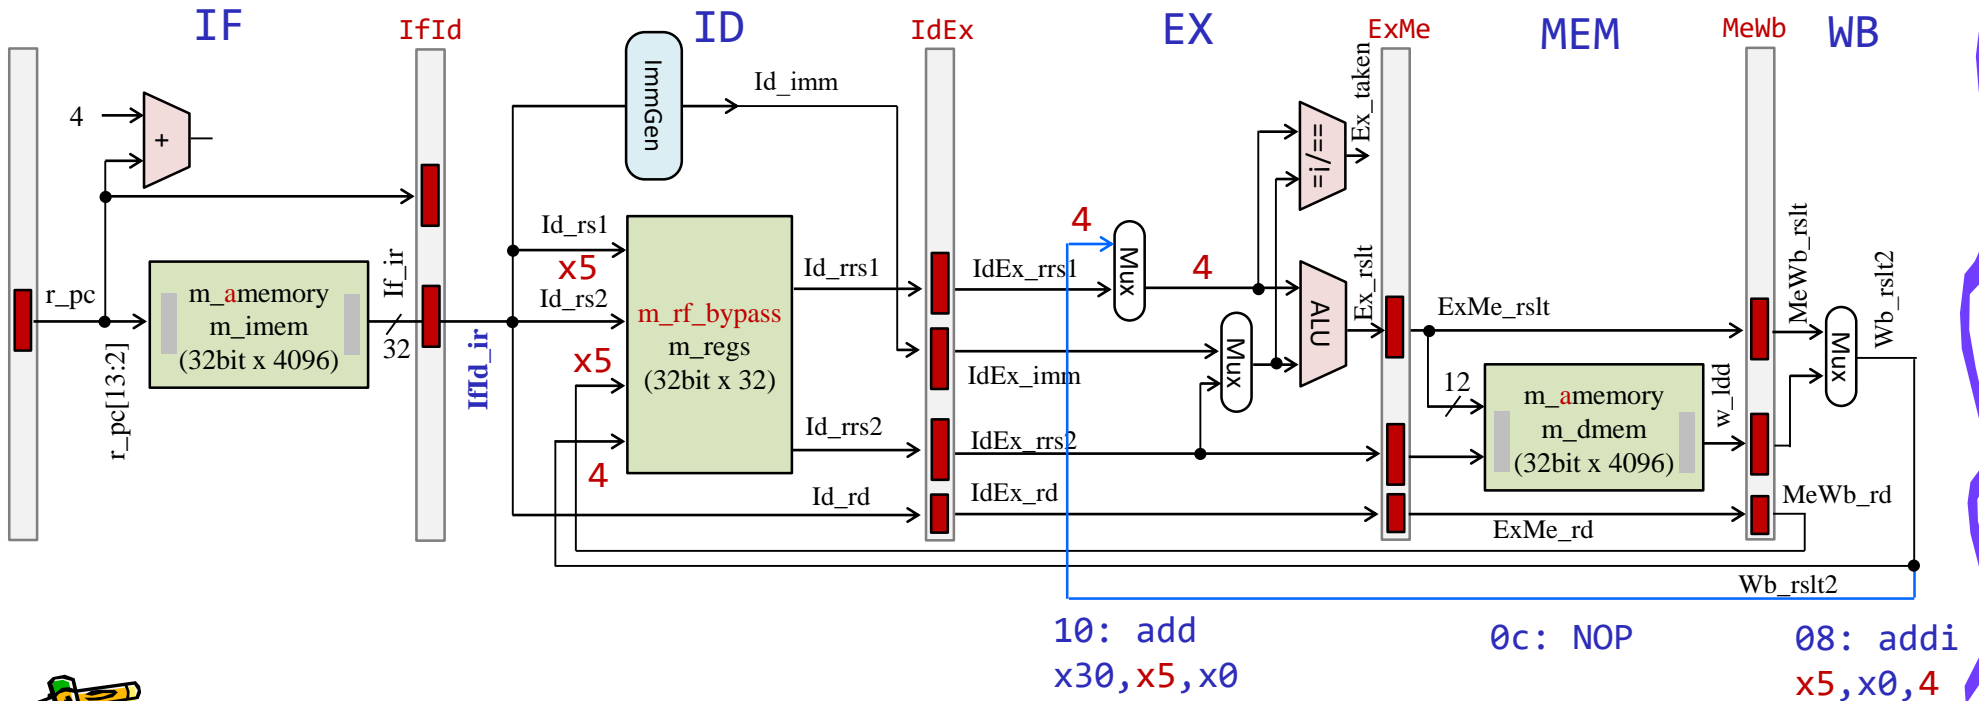 IF
IfId
ID
IdEx
EX
ExMe
MEM
MeWb
WB
4
+
ImmGen
Id_imm
==/!=
Ex_taken
Id_rs1
x5
Id_rs2
x5
4
m_rf_bypass
m_regs
(32bit x 32)
Id_rrs1
Id_rrs2
Id_rd
r_pc
r_pc[13:2]
m_amemory
m_imem
(32bit x 4096)
If_ir
32
IfId_ir
4
Mux
4
IdEx_rrs1
IdEx_imm
IdEx_rrs2
IdEx_rd
Mux
ALU
Ex_rslt
ExMe_rslt
12
m_amemory
m_dmem
(32bit x 4096)
w_ldd
ExMe_rd
MeWb_rslt
Mux
Wb_rslt2
MeWb_rd
Wb_rslt2
10: add
x30,x5,x0
0c: NOP
08: addi
x5,x0,4